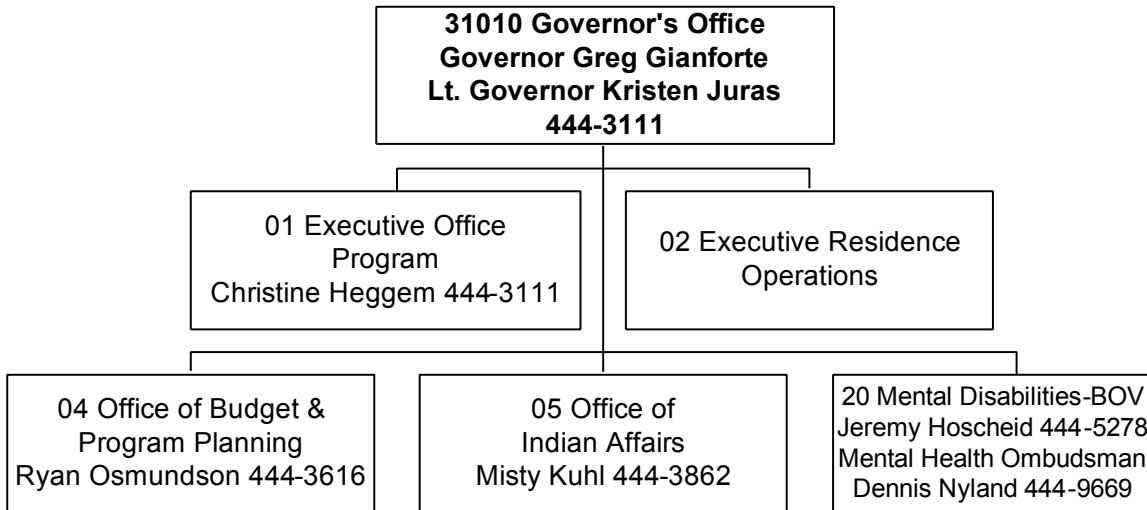 31010 Governor's Office
Governor Greg Gianforte
Lt. Governor Kristen Juras
444-3111
01 Executive Office
Program
Christine Heggem 444-3111
02 Executive Residence
Operations
04 Office of Budget &
Program Planning
Ryan Osmundson 444-3616
05 Office of
Indian Affairs
Misty Kuhl 444-3862
20 Mental Disabilities-BOV
Jeremy Hoscheid 444-5278
Mental Health Ombudsman
Dennis Nyland 444-9669